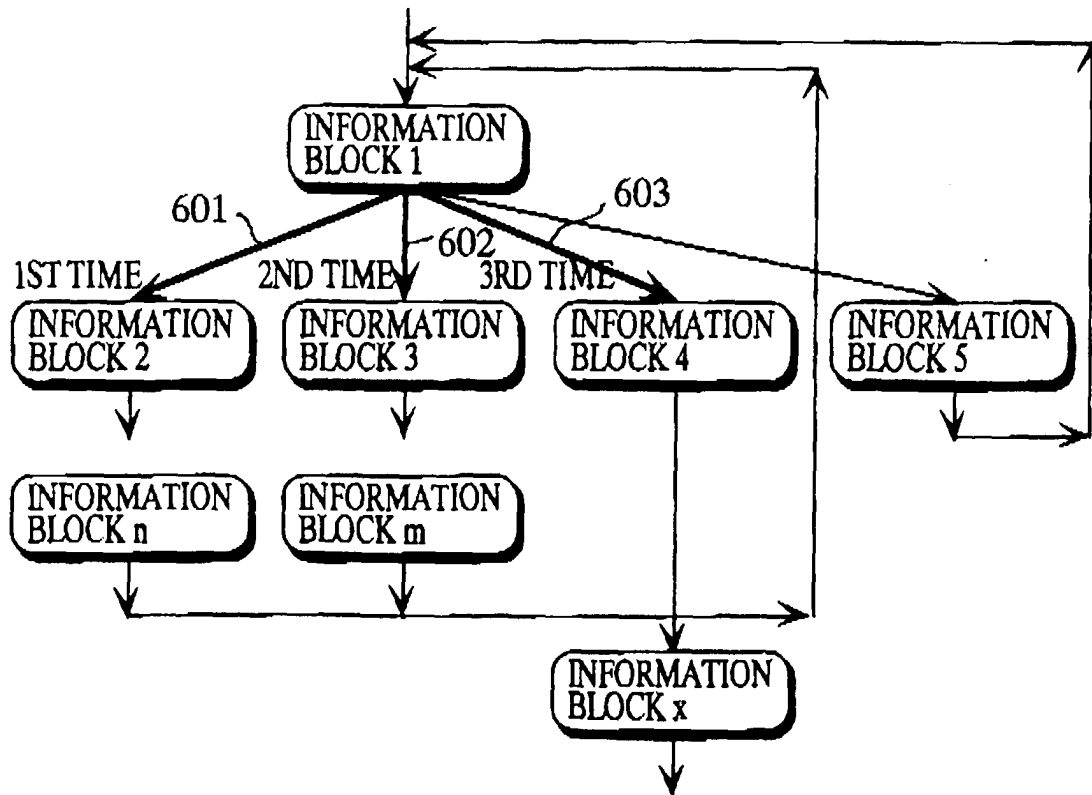 INFORMATION
BLOCK 1
601
602
603
1ST TIME
2ND TIME
3RD TIME
INFORMATION
BLOCK 2
INFORMATION
BLOCK 3
INFORMATION
BLOCK 4
INFORMATION
BLOCK 5
INFORMATION
BLOCK n
INFORMATION
BLOCK m
INFORMATION
BLOCK x